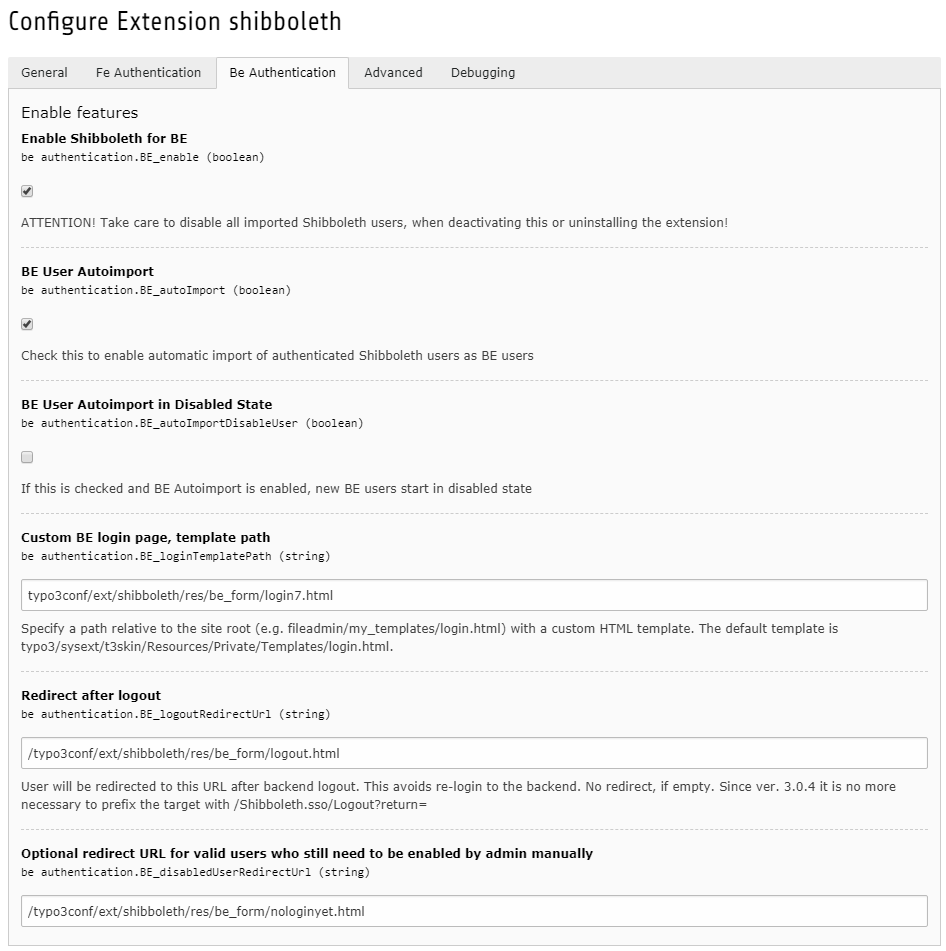 Configure Extension shibboleth
General Fe Authentication Be Authentication Advanced Debugging
Enable features
Enable Shibboleth for BE
be authentication.BE_enable (boolean)
ATTENTION! Take care to disable all imported Shibboleth users, when deactivating this or uninstalling the extension!
BE User Autoimport
be authentication.BE_autoImport (boolean)
Check this to enable automatic import of authenticated Shibboleth users as BE users
BE User Autoimport in Disabled State
be authentication.BE_autoImportDisableUser (boolean)
If this is checked and BE Autoimport is enabled, new BE users start in disabled state
Custom BE login page, template path
be authentication.BE_loginTemplatePath (string)
typo3conf/ext/shibboleth/res/be_form/login7.html
Specify a path relative to the site root (e.g. fileadmin/my_templates/login.html) with a custom HTML template. The default template is
typo3/sysext/t3skin/Resources/Private/Templates/login.html.
Redirect after logout
be authentication.BE_logoutRedirectUrl (string)
/typo3conf/ext/shibboleth/res/be_form/logout.html
User will be redirected to this URL after backend logout. This avoids re-login to the backend. No redirect, if empty. Since ver. 3.0.4 it is no more
necessary to prefix the target with /Shibboleth.sso/Logout?return=
Optional redirect URL for valid users who still need to be enabled by admin manually
be authentication.BE_disabledUserRedirectUrl (string)
/typo3conf/ext/shibboleth/res/be_form/nologinyet.html